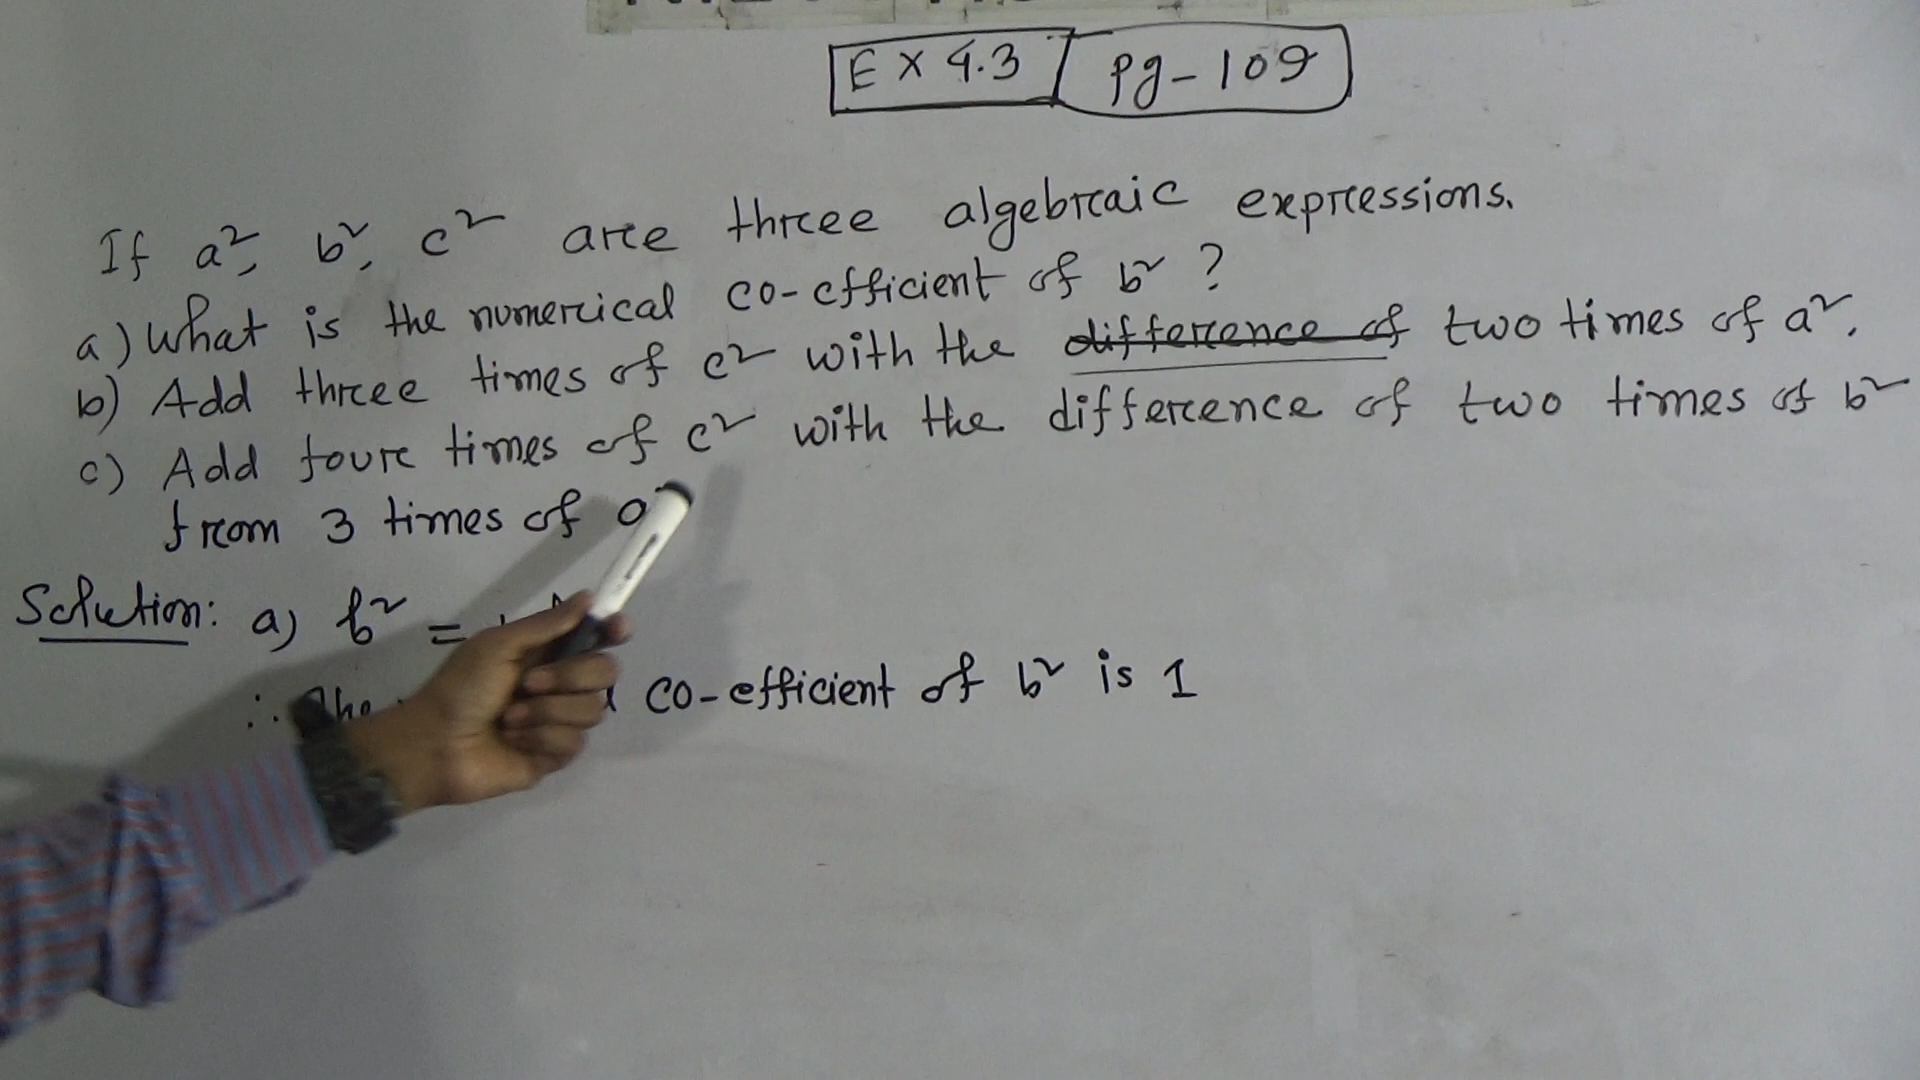 Ex 4.3 pg-109
If a², b², c² are three algebraic expressions.
a) What is the numerical co-efficient of b² ?
b) Add three times of c² with the difference of two times of a².
c) Add four times of c² with the difference of two times of b²
from 3 times of
Solution: a) b² =
∴ The co-efficient of b² is 1